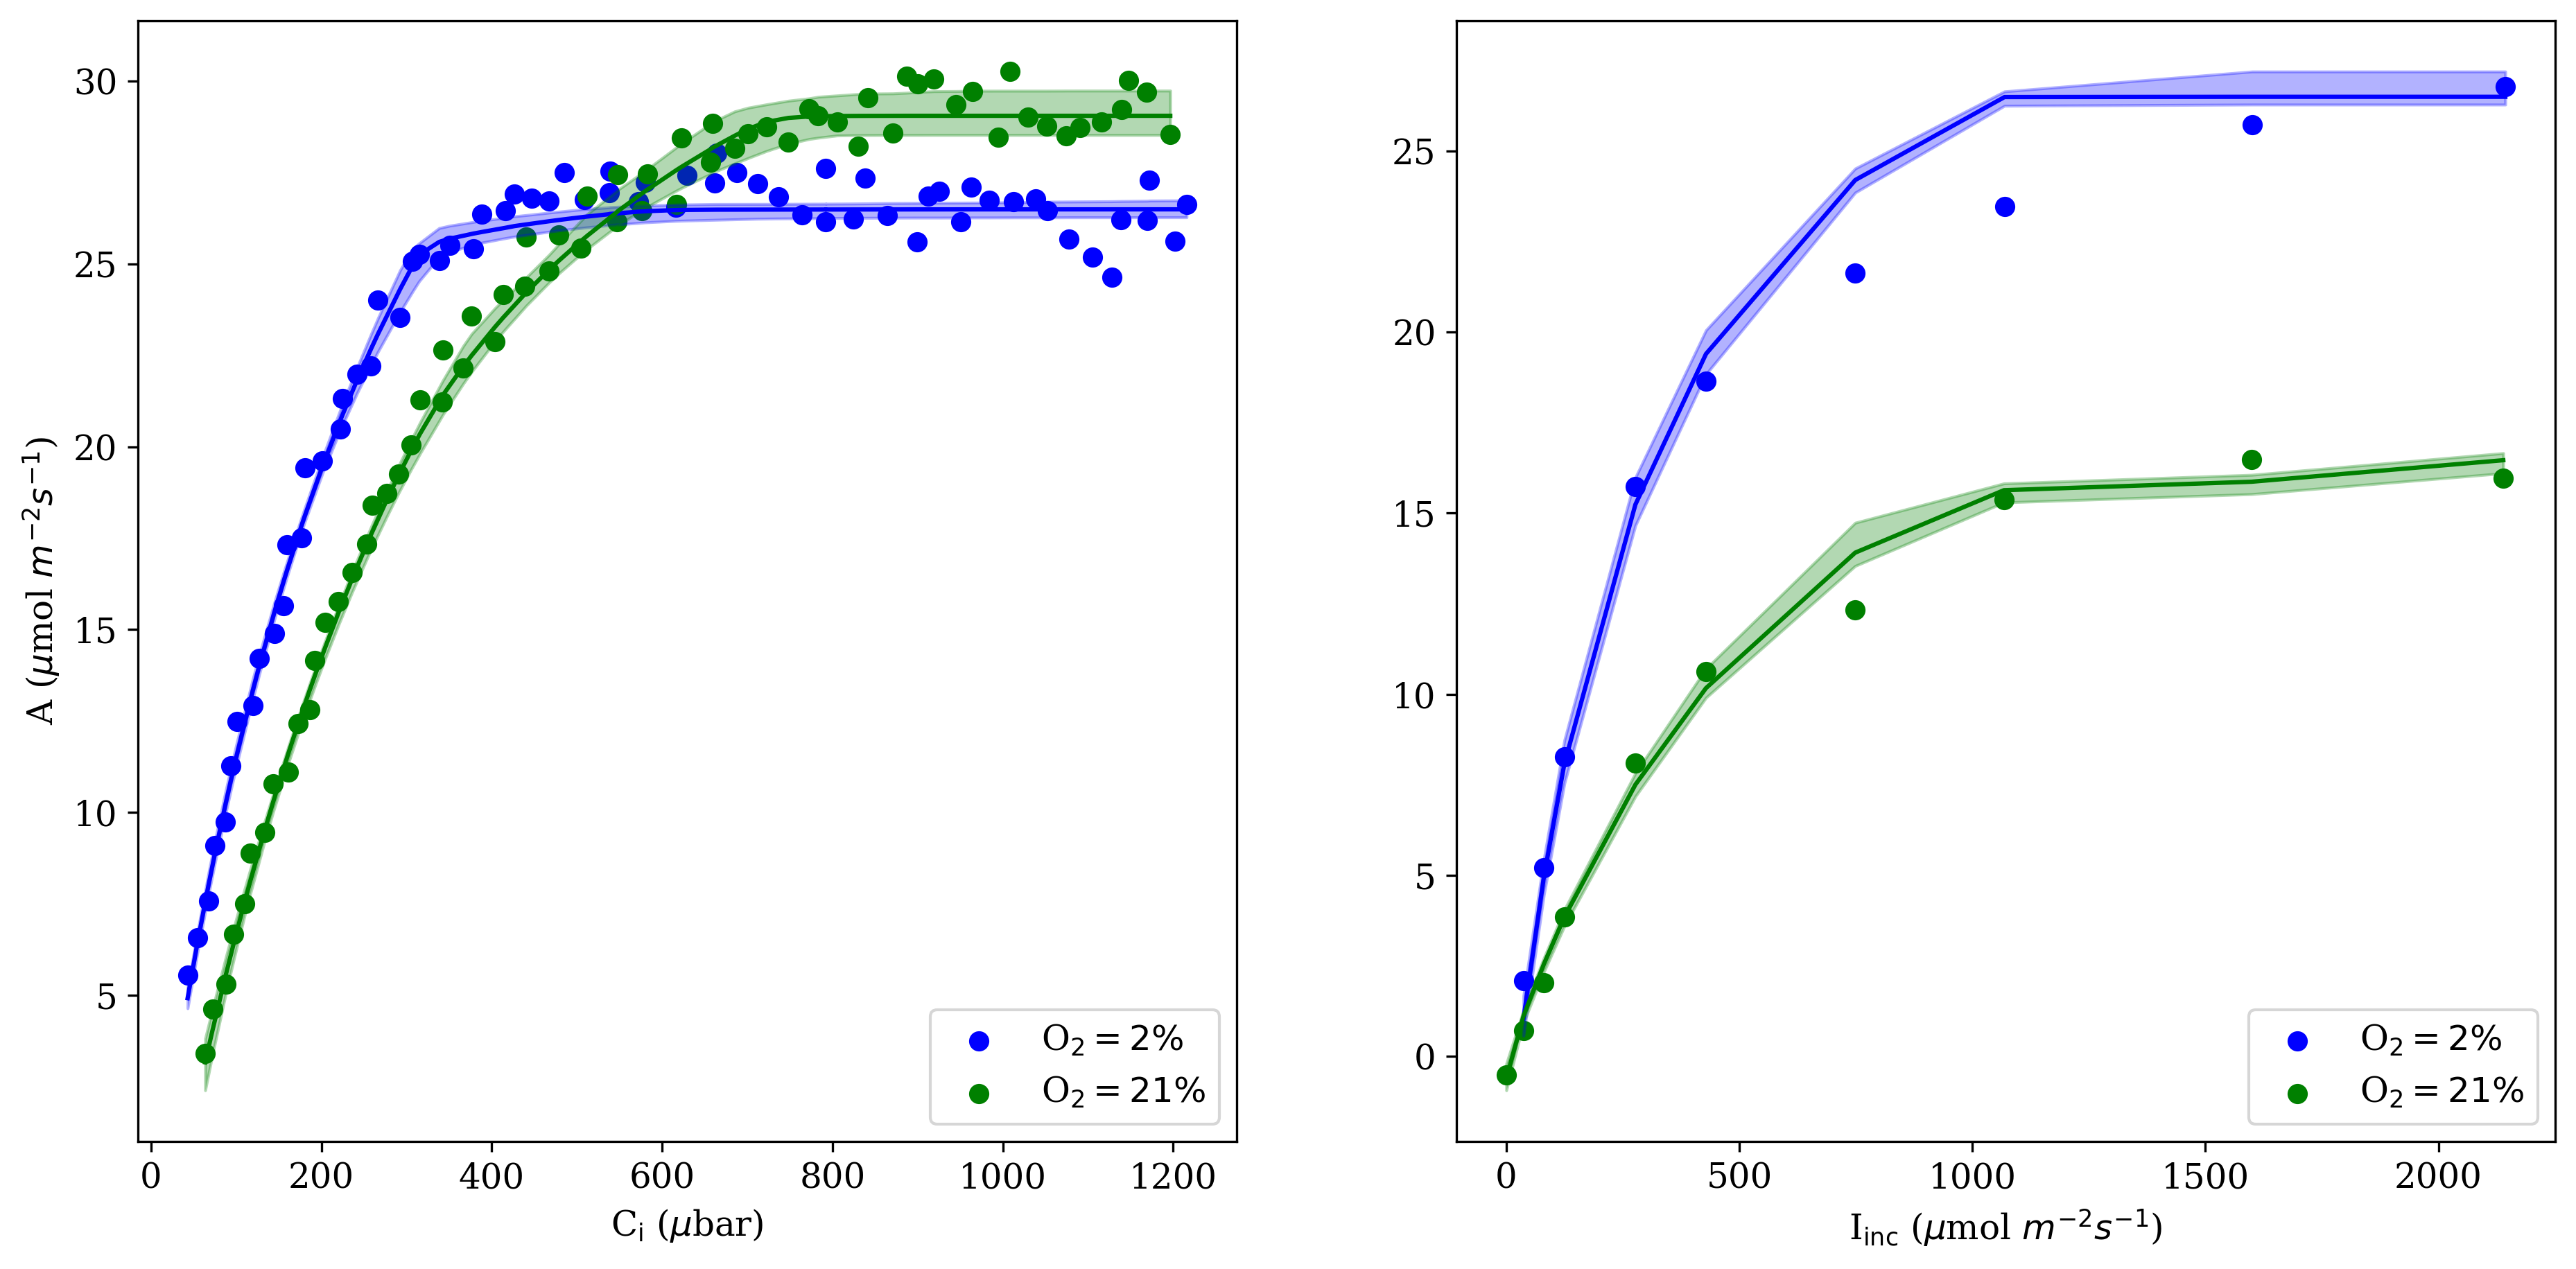 30
25
20
15
10
5
A (μmol m⁻²s⁻¹)
0 200 400 600 800 1000 1200
Cᵢ (μbar)
O₂ = 2%
O₂ = 21%
25
20
15
10
5
0
0 500 1000 1500 2000
I_inc (μmol m⁻²s⁻¹)
O₂ = 2%
O₂ = 21%